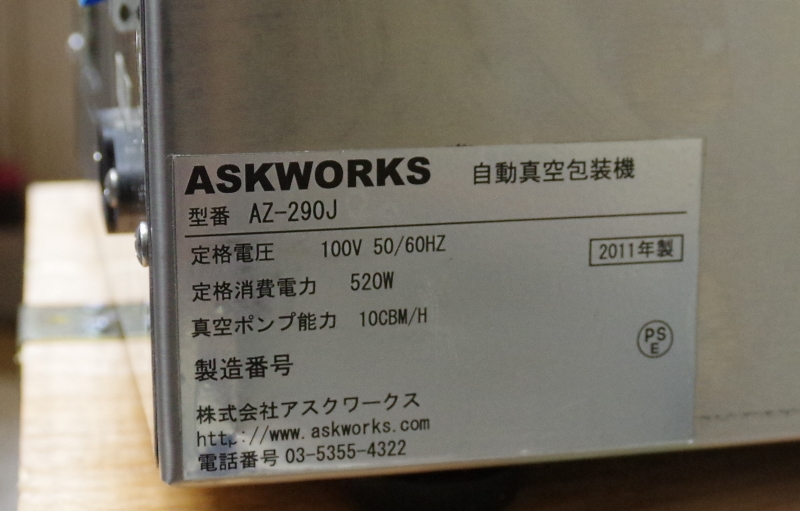 ASKWORKS 自動真空包装機
型番 AZ-290J
定格電圧 100V 50/60HZ
2011年製
定格消費電力 520W
真空ポンプ能力 10CBM/H
PS
E
製造番号
株式会社アスクワークス
http://www.askworks.com
電話番号 03-5355-4322